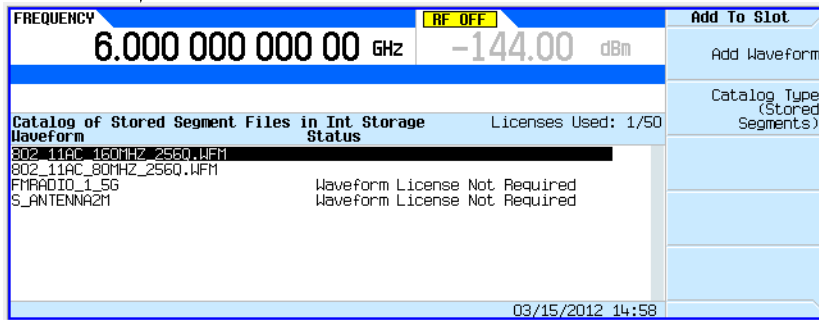 FREQUENCY
RF OFF
Add To Slot
6.000 000 000 00 GHz
-144.00 dBm
Add Waveform
Catalog Type
(Stored
Segments)
Catalog of Stored Segment Files in Int Storage
Licenses Used: 1/50
Waveform Status
802_11AC_160MHZ_256Q.WFM
802_11AC_80MHZ_256Q.WFM
FMRADIO_1_5G Waveform License Not Required
S_ANTENNA2M Waveform License Not Required
03/15/2012 14:58